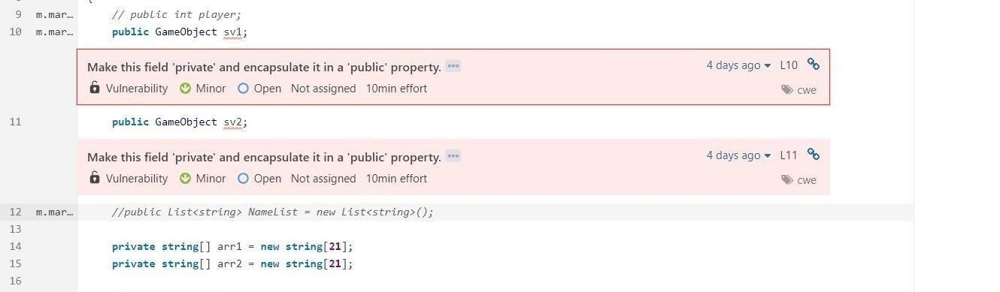 {
9 m.mar… // public int player;
10 m.mar… public GameObject sv1;
Make this field 'private' and encapsulate it in a 'public' property. ••• 4 days ago L10
Vulnerability Minor Open Not assigned 10min effort cwe
11 public GameObject sv2;
Make this field 'private' and encapsulate it in a 'public' property. ••• 4 days ago L11
Vulnerability Minor Open Not assigned 10min effort cwe
12 m.mar… //public List<string> NameList = new List<string>();
13
14 private string[] arr1 = new string[21];
15 private string[] arr2 = new string[21];
16